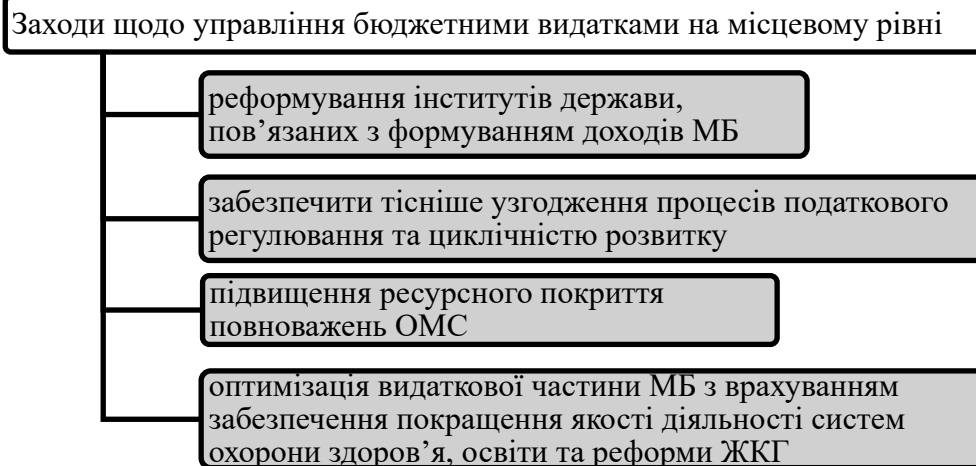 Заходи щодо управління бюджетними видатками на місцевому рівні
реформування інститутів держави,
пов’язаних з формуванням доходів МБ
забезпечити тісніше узгодження процесів податкового
регулювання та циклічністю розвитку
підвищення ресурсного покриття
повноважень ОМС
оптимізація видаткової частини МБ з врахуванням
забезпечення покращення якості діяльності систем
охорони здоров’я, освіти та реформи ЖКГ